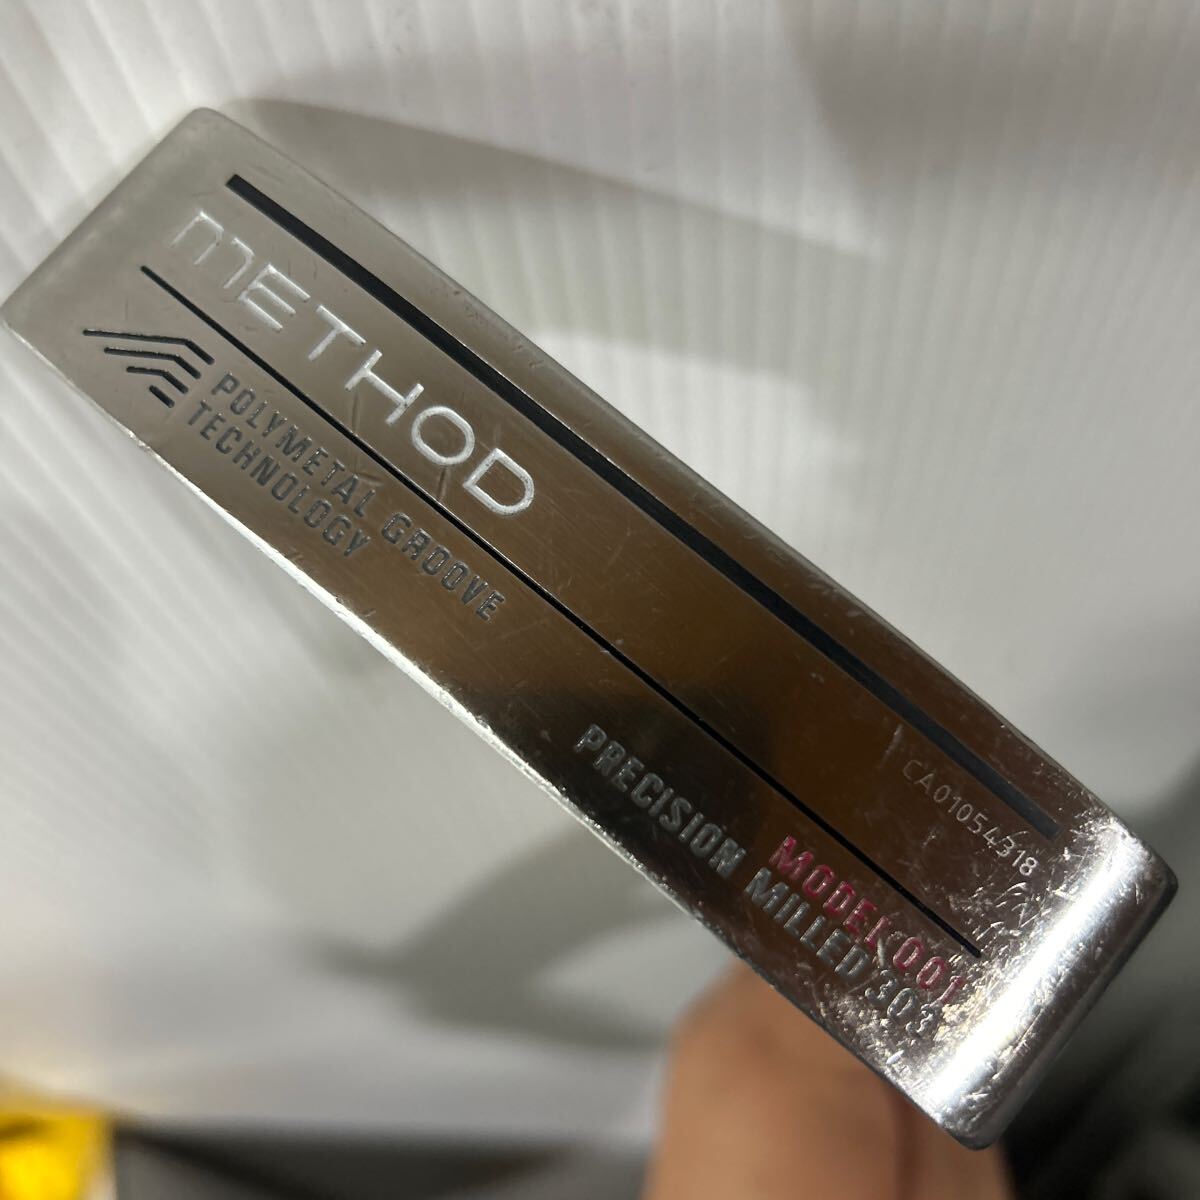 METHOD
POLYMETAL GROOVE
TECHNOLOGY
CA01054318
MODEL 001
PRECISION MILLED 303